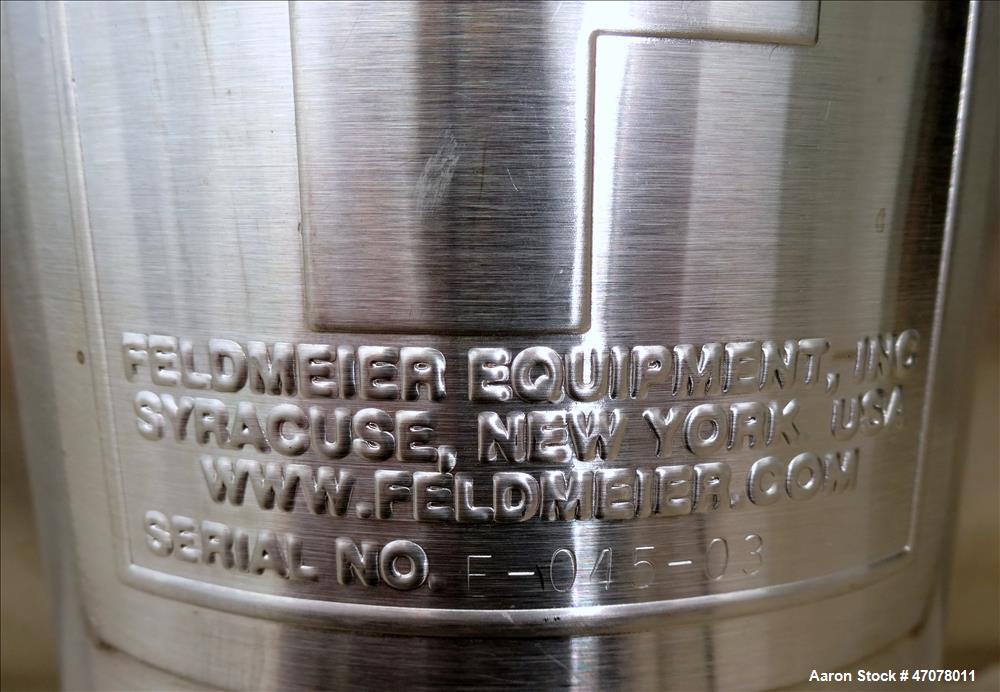 FELDMEIER EQUIPMENT, INC
SYRACUSE, NEW YORK USA
WWW.FELDMEIER.COM
SERIAL NO. E-045-03
Aaron Stock # 47078011